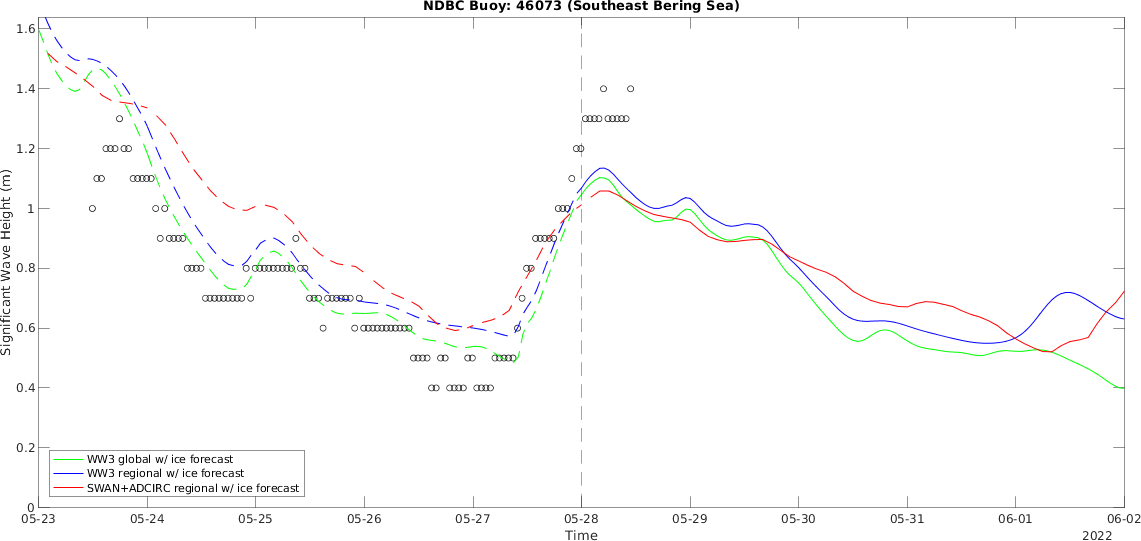 NDBC Buoy: 46073 (Southeast Bering Sea)
Significant Wave Height (m)
1.6
1.4
1.2
1
0.8
0.6
0.4
0.2
0
WW3 global w/ ice forecast
WW3 regional w/ ice forecast
SWAN+ADCIRC regional w/ ice forecast
05-23 05-24 05-25 05-26 05-27 05-28 05-29 05-30 05-31 06-01 06-02
Time
2022